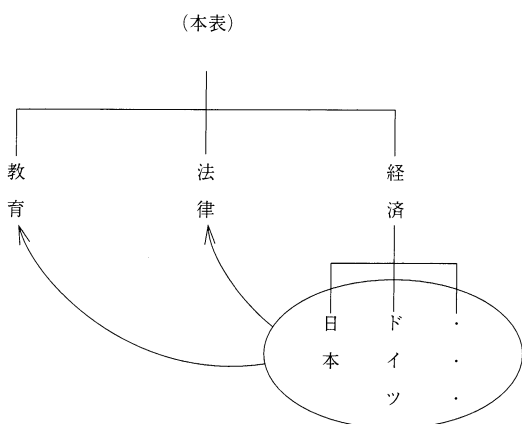 （本表）
教育
法律
経済
日本
ドイツ
・・・